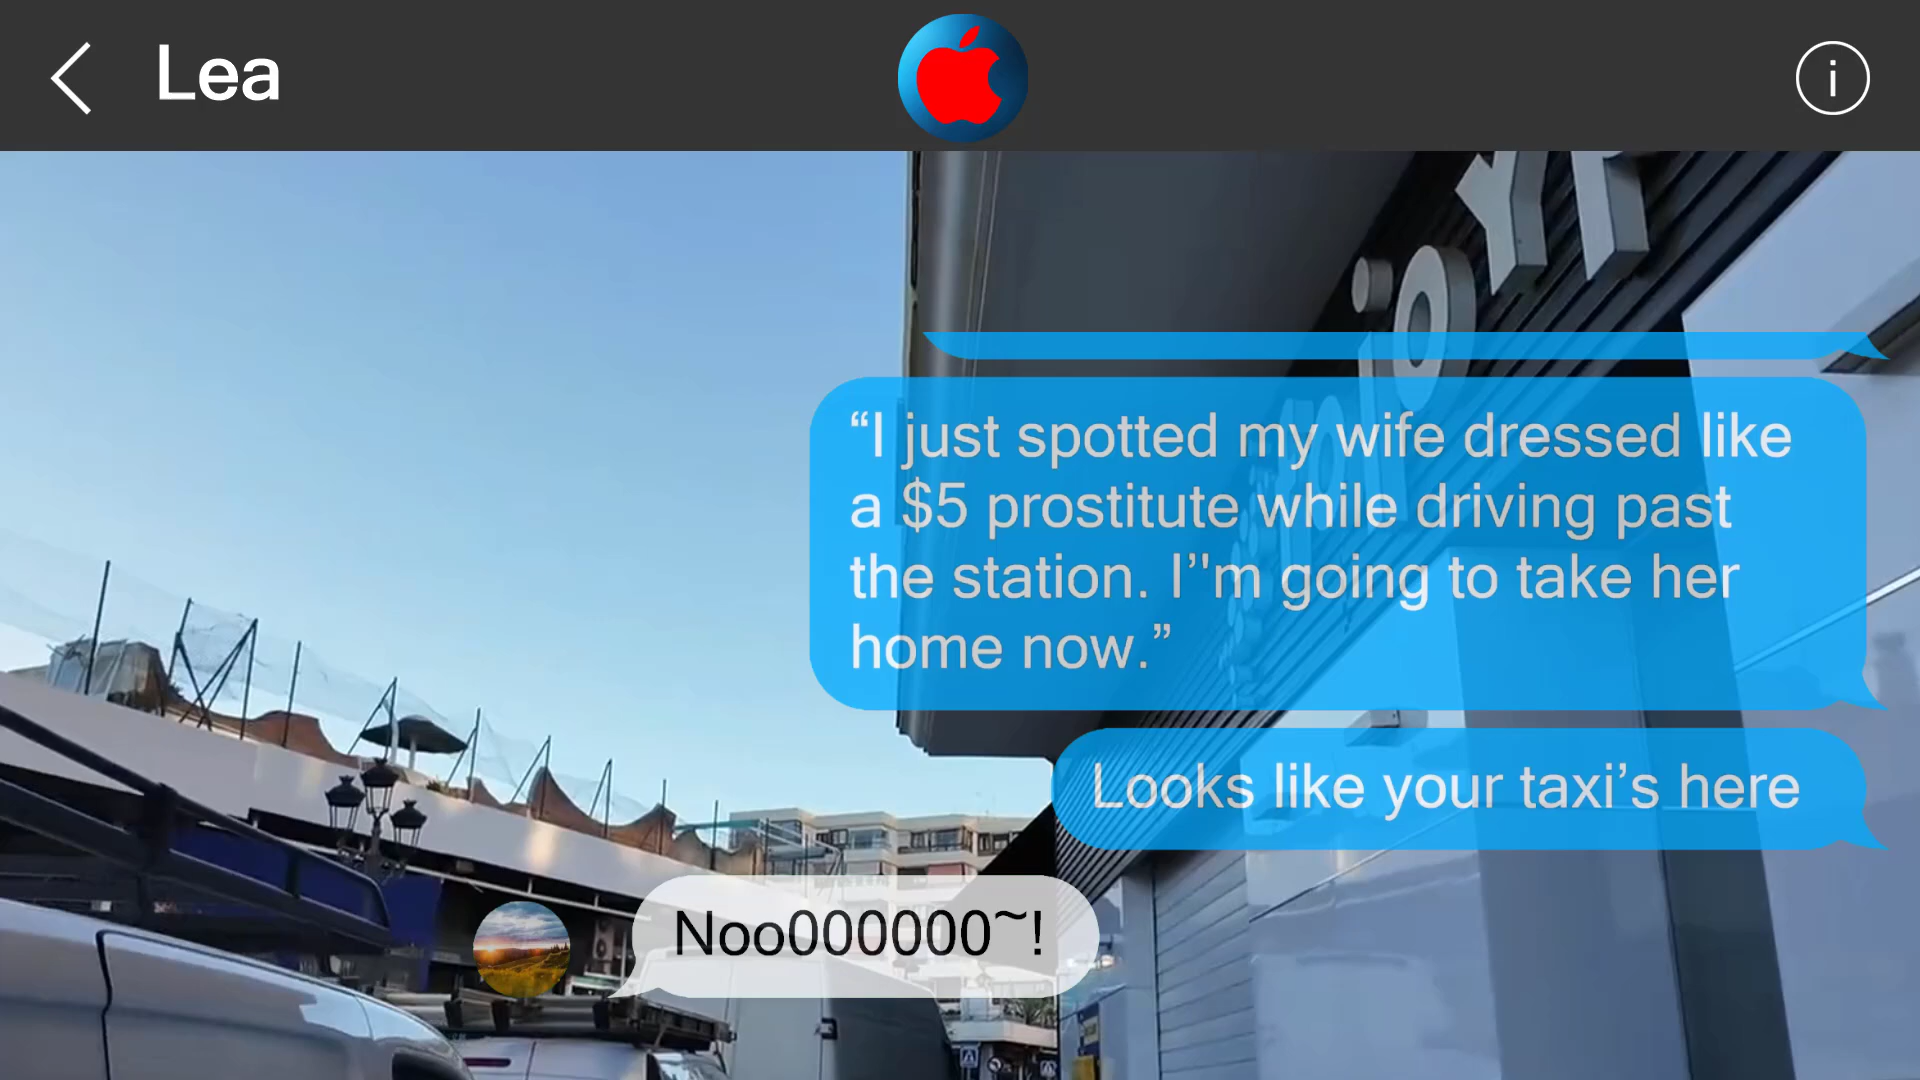 Lea
“I just spotted my wife dressed like
a $5 prostitute while driving past
the station. I’"m going to take her
home now.”
Looks like your taxi’s here
Noo000000~!